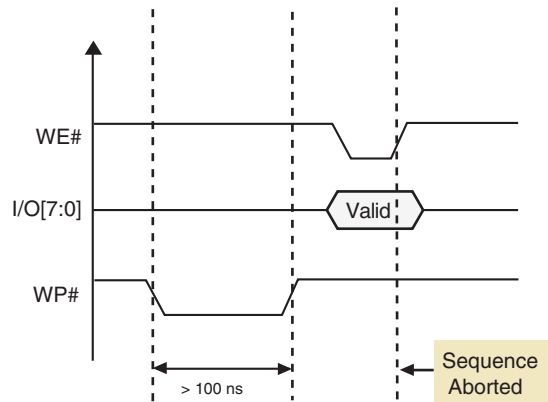 WE#
I/O[7:0]
Valid
WP#
> 100 ns
Sequence
Aborted